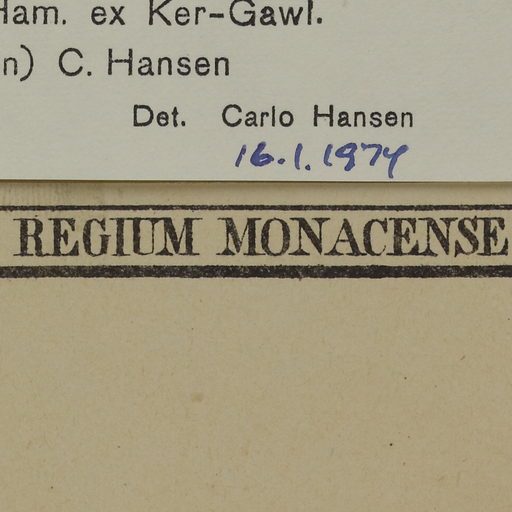 Ham. ex Ker-Gawl.
n) C. Hansen
Det. Carlo Hansen
16.1.1974
REGIUM MONACENSE